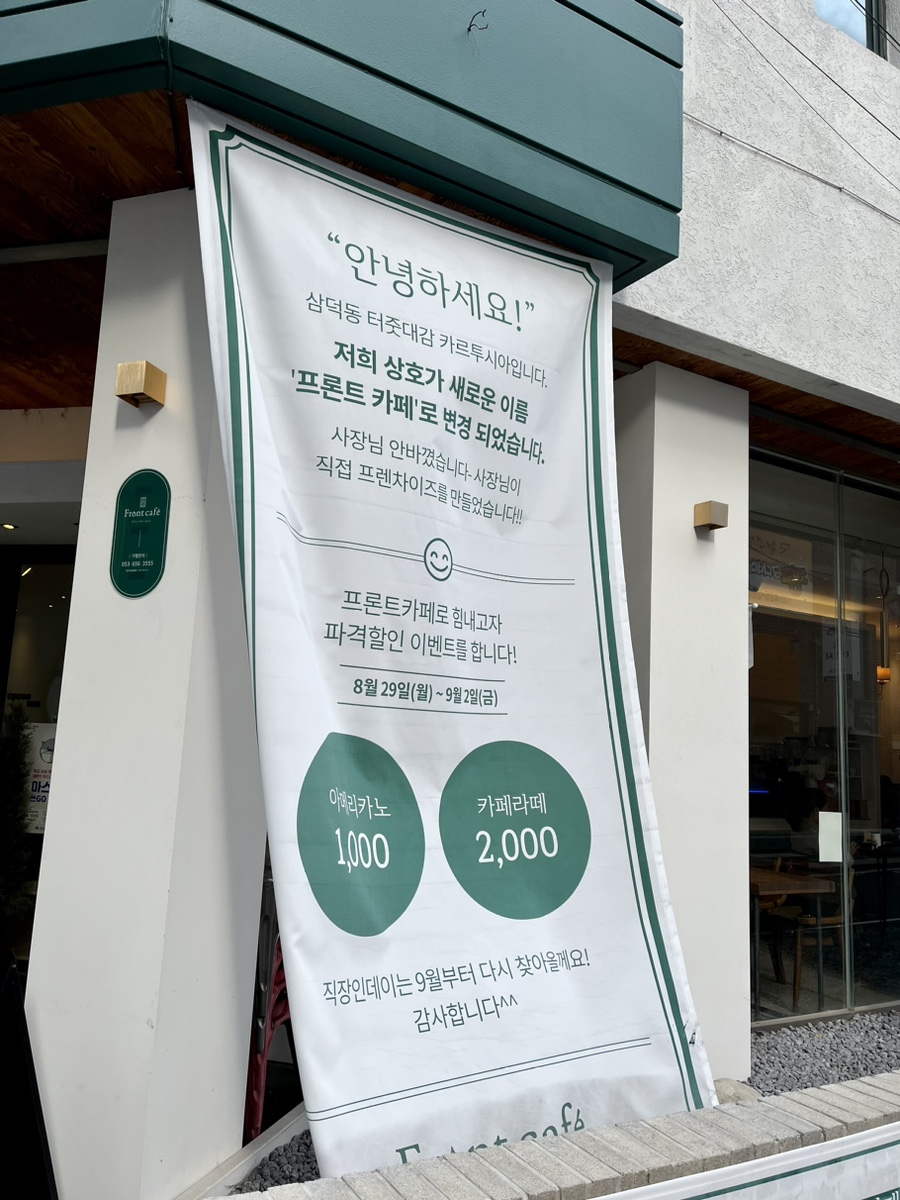 “안녕하세요!”
삼덕동 터줏대감 카르투시아입니다.
저희 상호가 새로운 이름
'프론트 카페'로 변경 되었습니다.
사장님 안바꼈습니다- 사장님이
직접 프렌차이즈를 만들었습니다!!
프론트카페로 힘내고자
파격할인 이벤트를 합니다!
8월 29일(월) ~ 9월 2일(금)
아메리카노
1,000
카페라떼
2,000
직장인데이는 9월부터 다시 찾아올께요!
감사합니다^^
Front café
Front café
053 656 3555